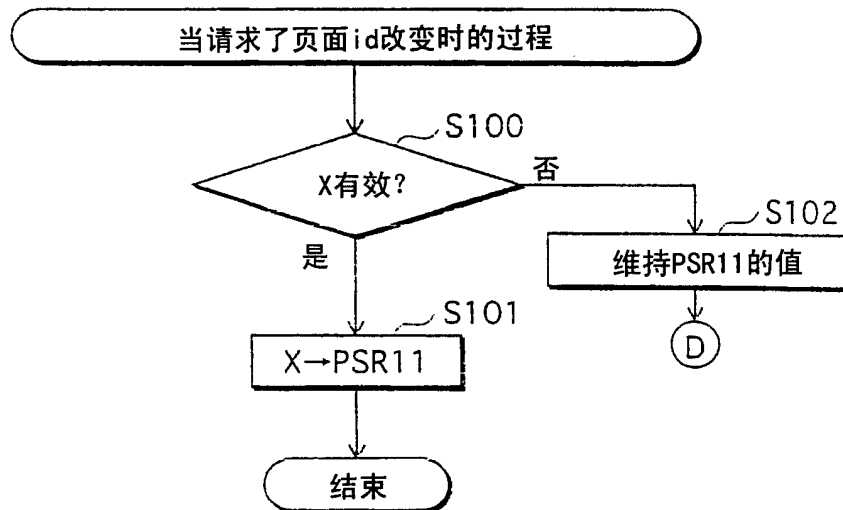 当请求了页面id改变时的过程
S100
X有效?
否
S102
是
维持PSR11的值
S101
X→PSR11
D
结束